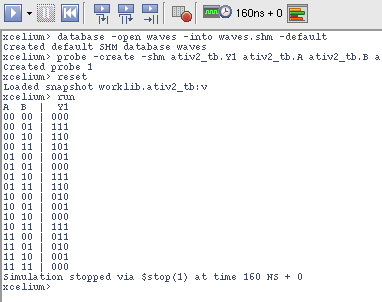 160ns + 0
xcelium> database -open waves -into waves.shm -default
Created default SHM database waves
xcelium> probe -create -shm ativ2_tb.Y1 ativ2_tb.A ativ2_tb.B a
Created probe 1
xcelium> reset
Loaded snapshot worklib.ativ2_tb:v
xcelium> run
A  B  |  Y1
00 00 | 000
00 01 | 111
00 10 | 110
00 11 | 101
01 00 | 001
01 01 | 000
01 10 | 111
01 11 | 110
10 00 | 010
10 01 | 001
10 10 | 000
10 11 | 111
11 00 | 011
11 01 | 010
11 10 | 001
11 11 | 000
Simulation stopped via $stop(1) at time 160 NS + 0
xcelium>